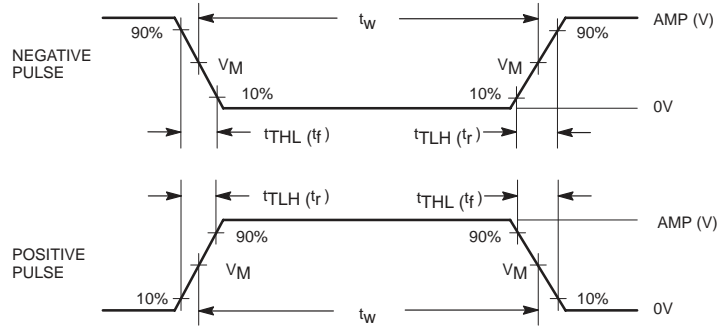 tw
AMP (V)
90%
90%
NEGATIVE
PULSE
VM
VM
10%
10%
0V
tTHL (tf)
tTLH (tr)
tTLH (tr)
tTHL (tf)
AMP (V)
90%
90%
POSITIVE
PULSE
VM
VM
10%
10%
0V
tw